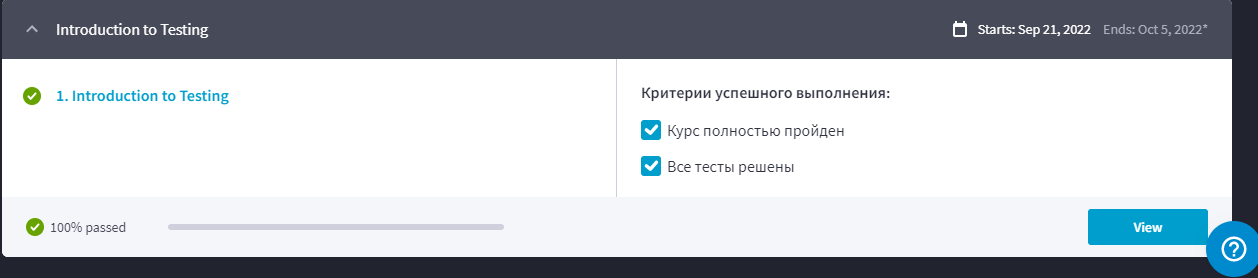 Introduction to Testing
Starts: Sep 21, 2022 Ends: Oct 5, 2022*
1. Introduction to Testing
Критерии успешного выполнения:
Курс полностью пройден
Все тесты решены
100% passed
View
?